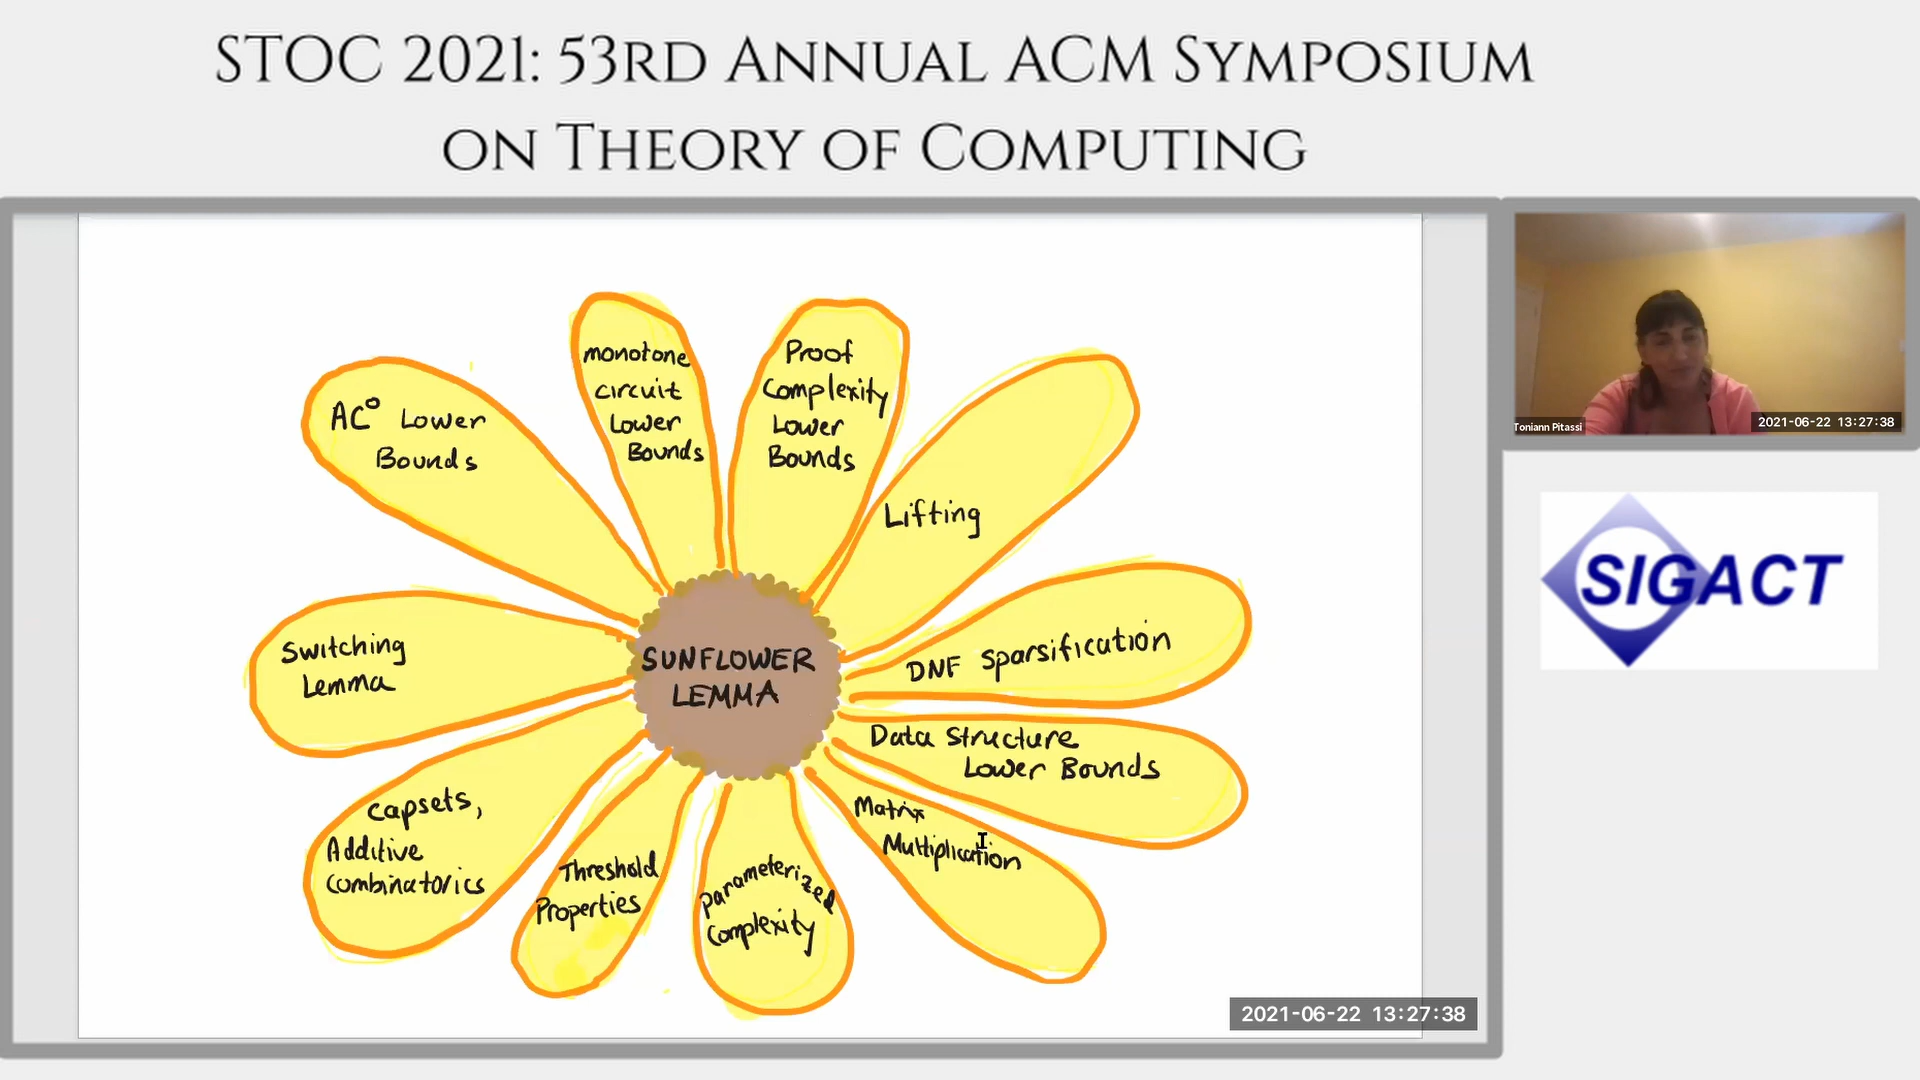 STOC 2021: 53rd Annual ACM Symposium
on Theory of Computing
monotone
circuit
Lower
Bounds
Proof
Complexity
Lower
Bounds
AC⁰ Lower
Bounds
Lifting
Switching
Lemma
SUNFLOWER
LEMMA
DNF Sparsification
Data Structure
Lower Bounds
Matrix
Multiplication
capsets,
Additive
Combinatorics
Threshold
Properties
parameterized
Complexity
2021-06-22 13:27:38
Toniann Pitassi
2021-06-22 13:27:38
SIGACT